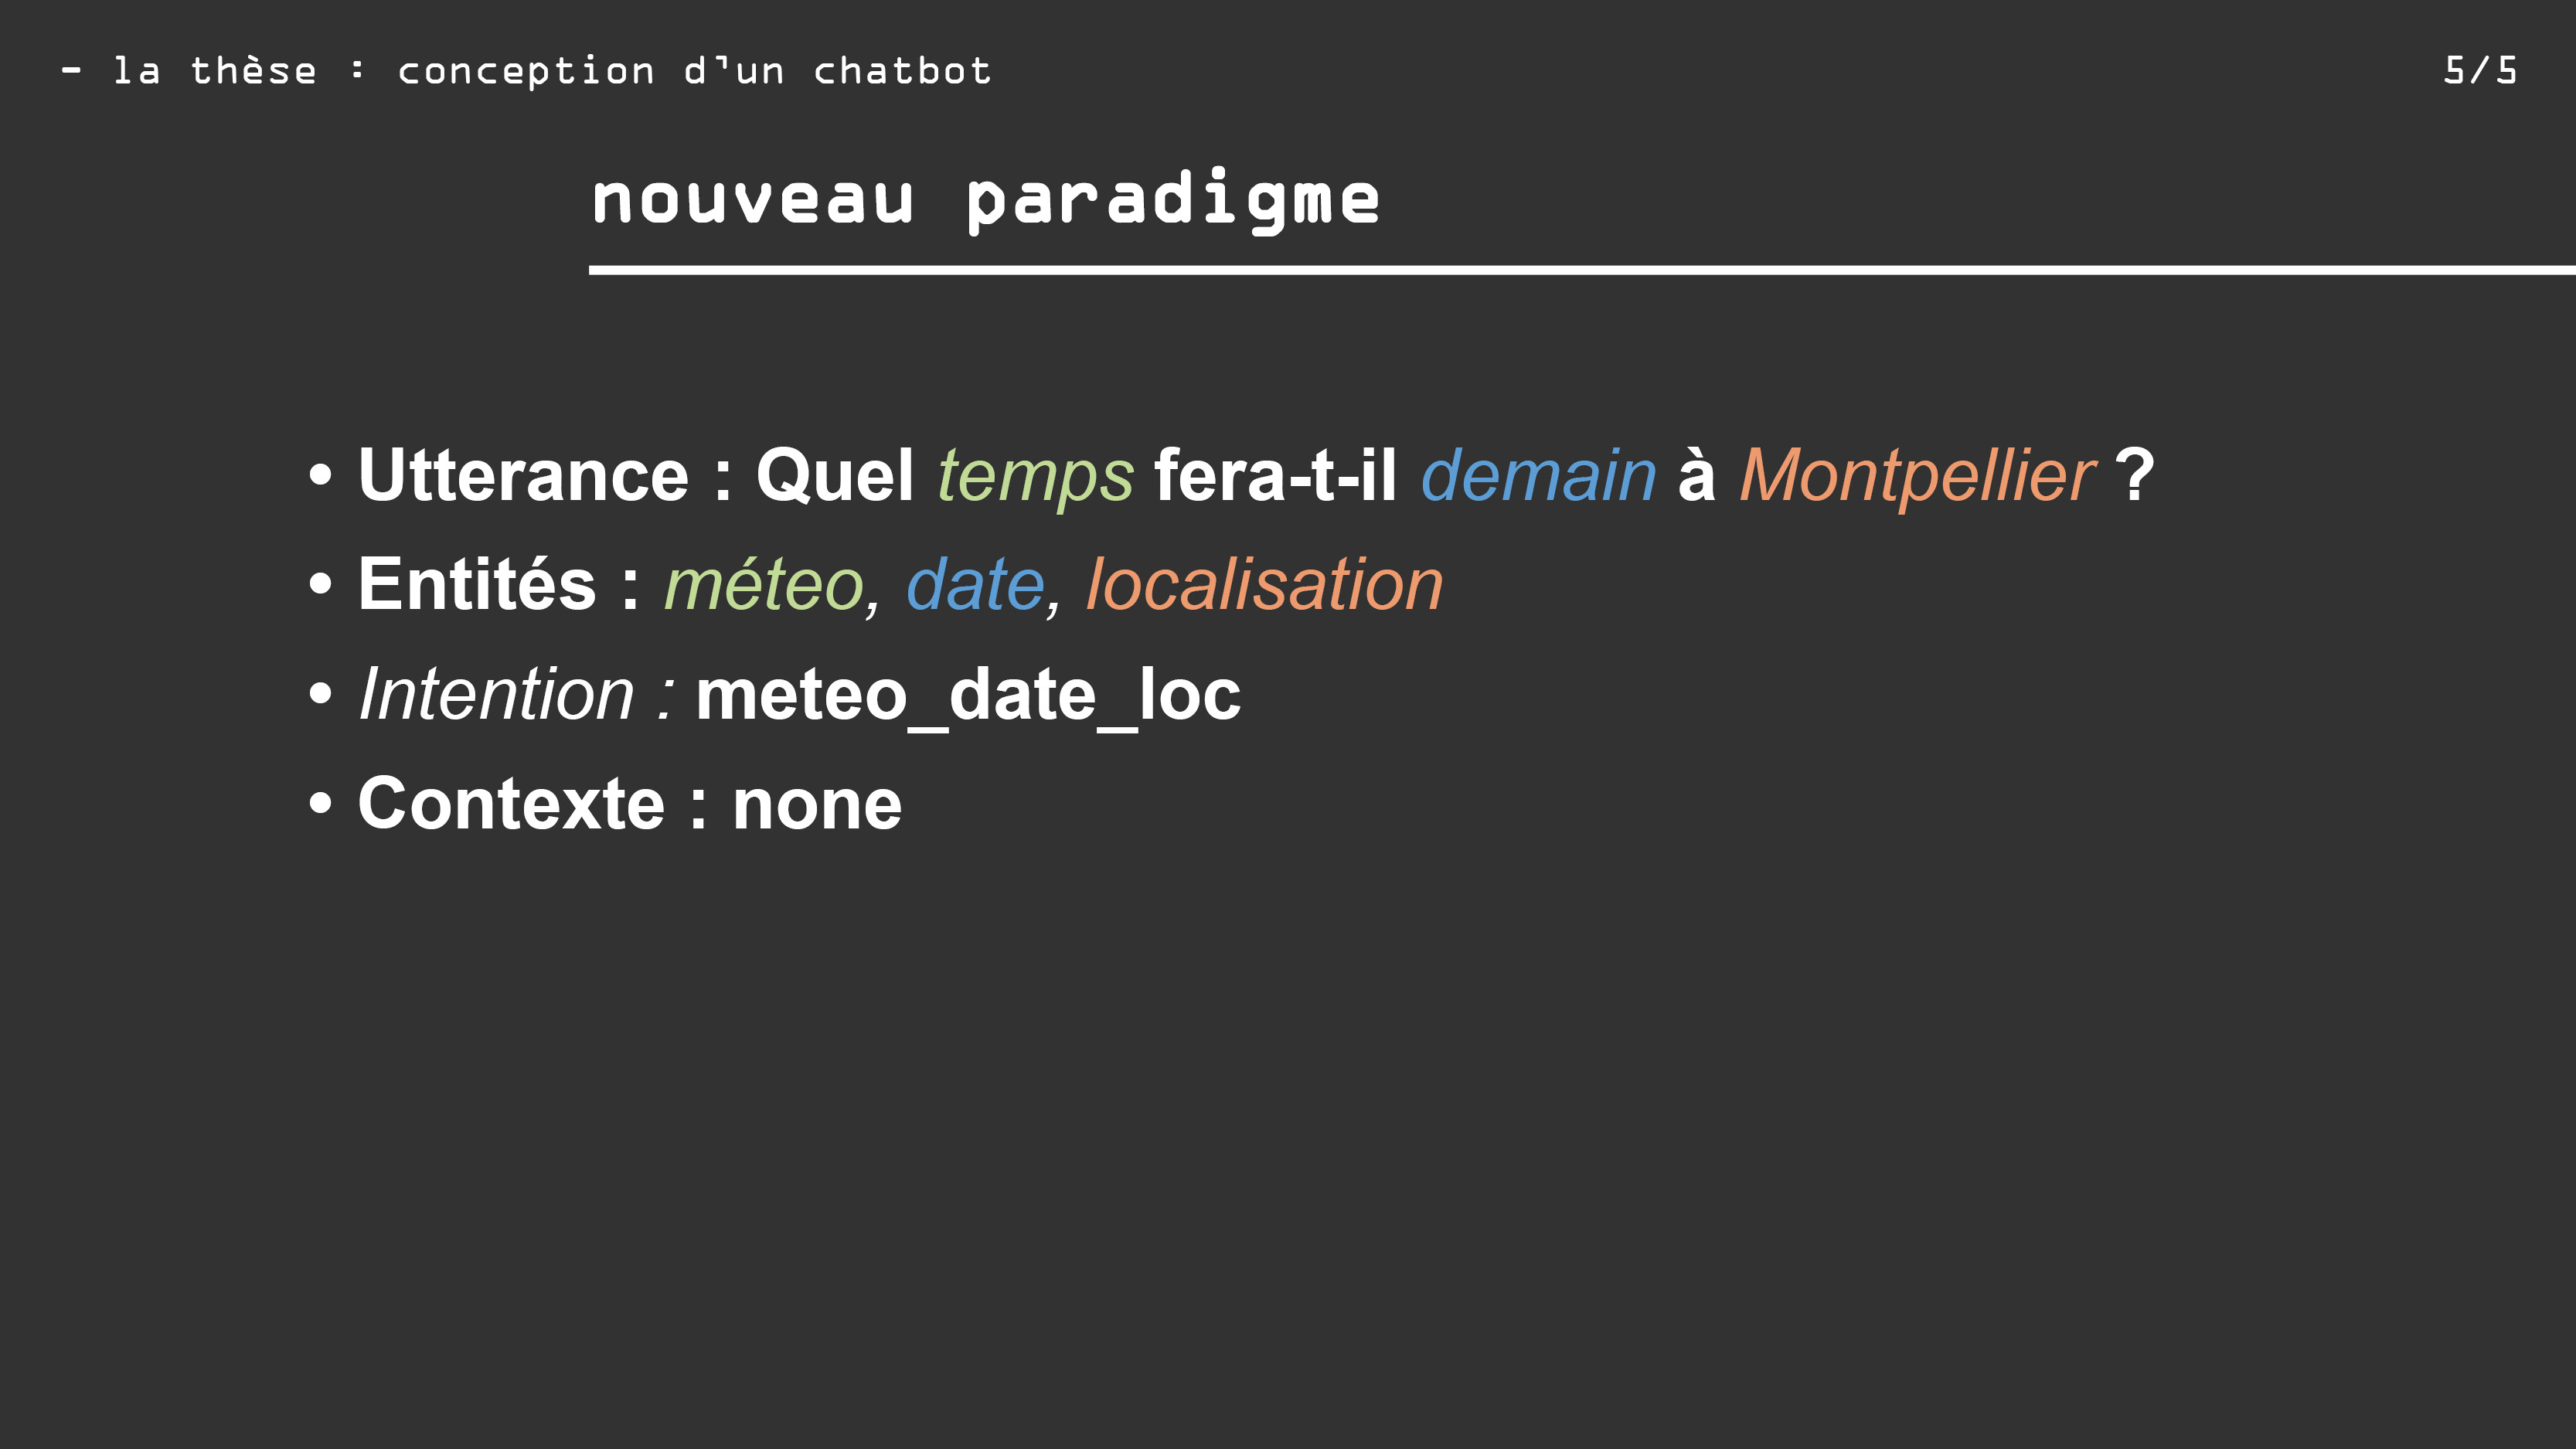 - la thèse : conception d'un chatbot
5/5
nouveau paradigme
• Utterance : Quel temps fera-t-il demain à Montpellier ?
• Entités : méteo, date, localisation
• Intention : meteo_date_loc
• Contexte : none